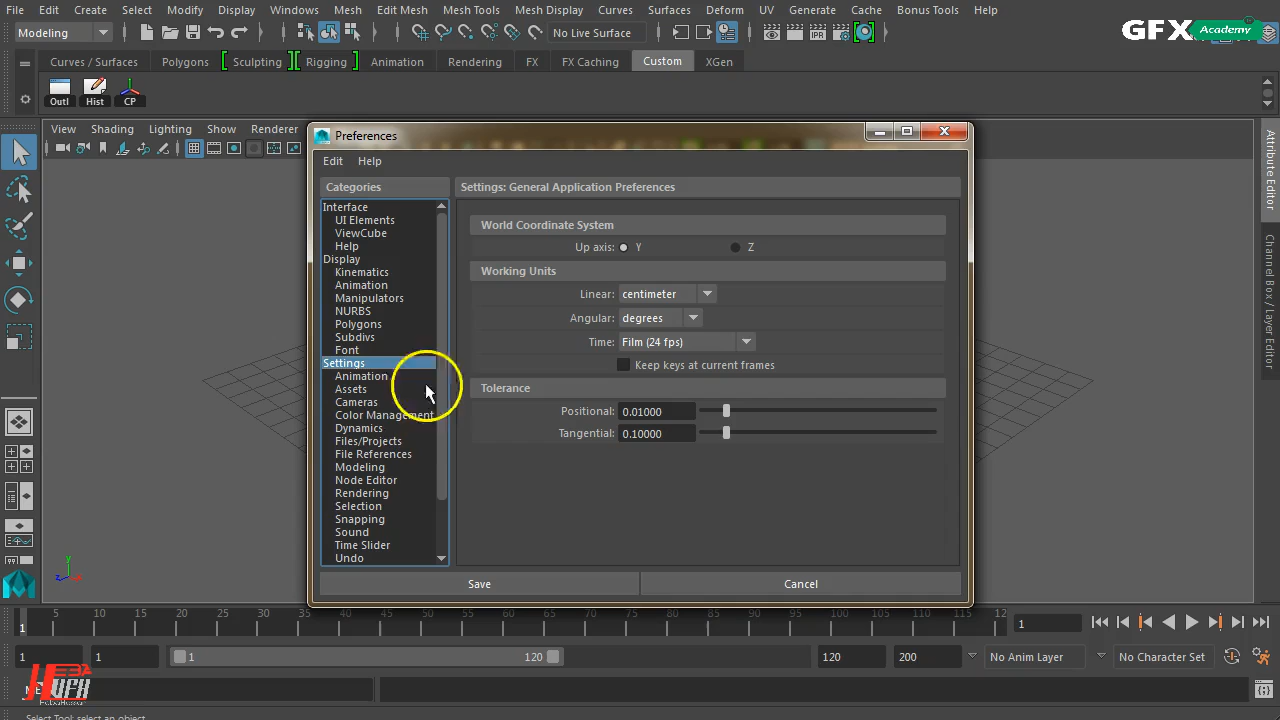 File Edit Create Select Modify Display Windows Mesh Edit Mesh Mesh Tools Mesh Display Curves Surfaces Deform UV Generate Cache Bonus Tools Help
GFX Academy
Modeling
No Live Surface
IPR
Curves / Surfaces Polygons Sculpting Rigging Animation Rendering FX FX Caching Custom XGen
Outl Hist CP
View Shading Lighting Show Renderer
Preferences
Edit Help
Categories
Interface
UI Elements
ViewCube
Help
Display
Kinematics
Animation
Manipulators
NURBS
Polygons
Subdivs
Font
Settings
Animation
Assets
Cameras
Color Management
Dynamics
Files/Projects
File References
Modeling
Node Editor
Rendering
Selection
Snapping
Sound
Time Slider
Undo
Settings: General Application Preferences
World Coordinate System
Up axis: Y Z
Working Units
Linear: centimeter
Angular: degrees
Time: Film (24 fps)
Keep keys at current frames
Tolerance
Positional: 0.01000
Tangential: 0.10000
Save Cancel
Attribute Editor
Channel Box / Layer Editor
y
z
5 10 15 20 25 30 35 40 45 50 55 60 65 70 75 80 85 90 95 100 105 110 115 12
1
1
1 1 1 120 120 200 No Anim Layer No Character Set
Select Tool: select an object